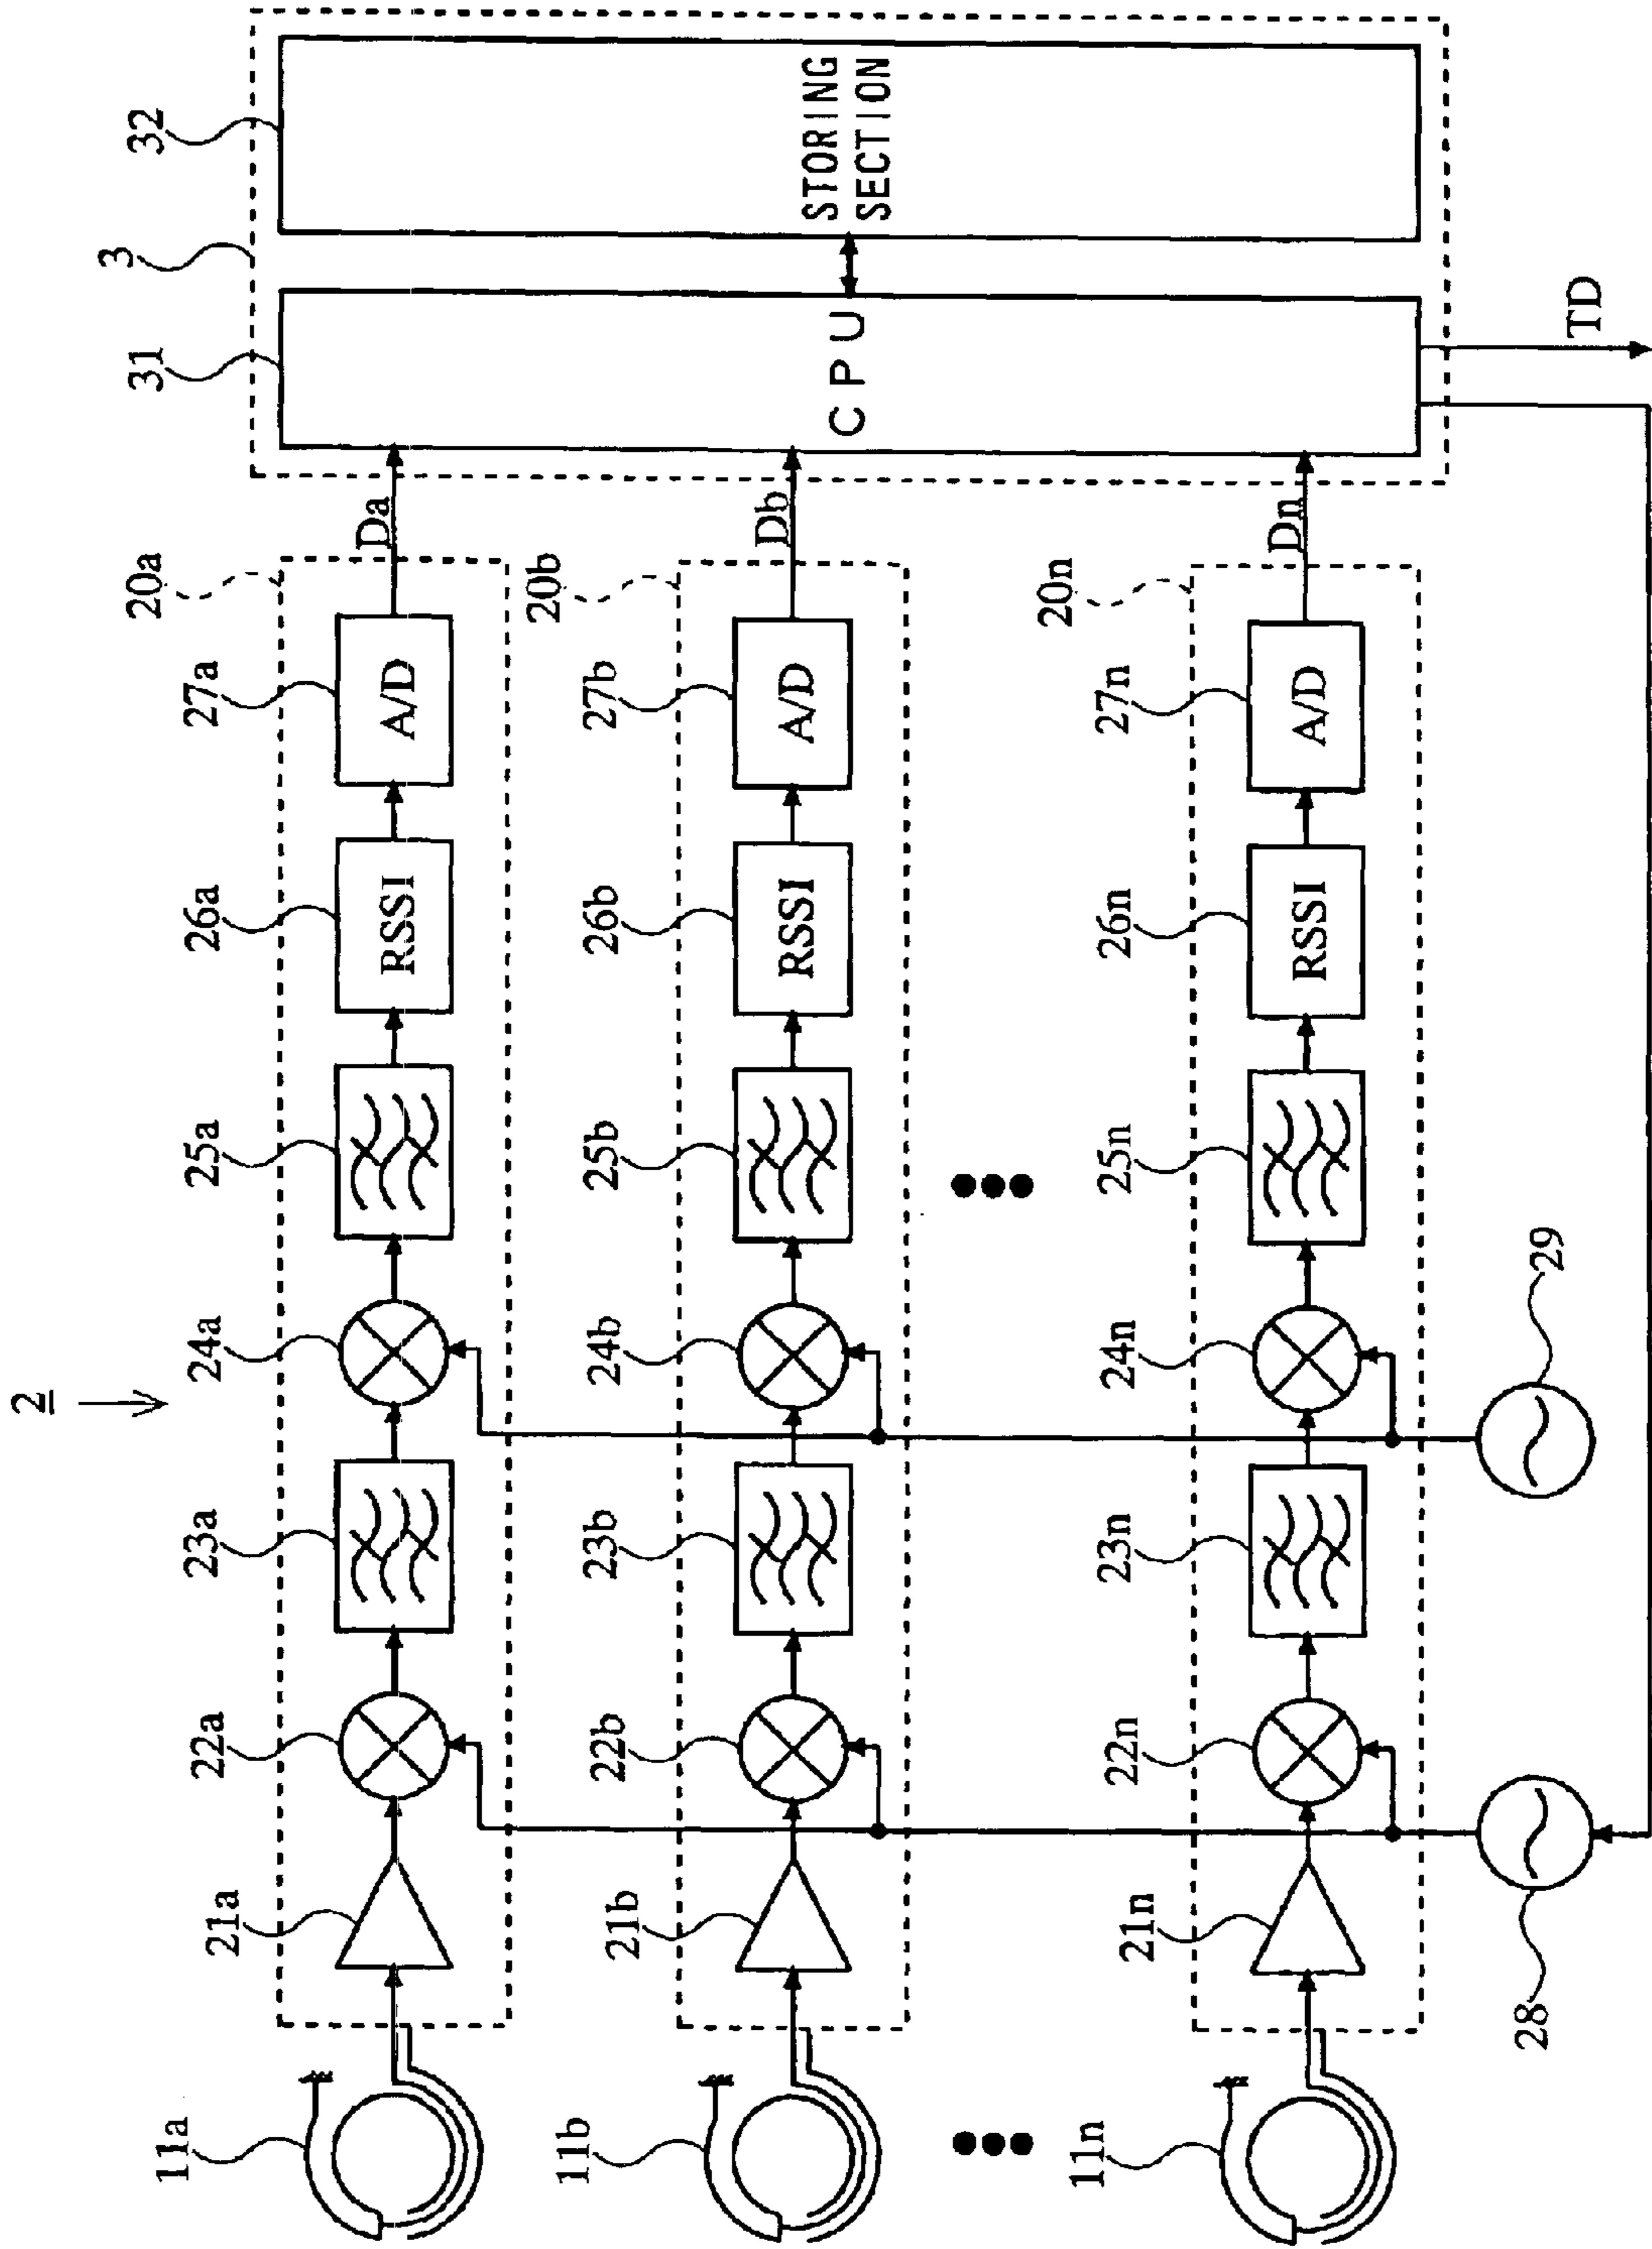 2
3
31
32
20a
11a
21a
22a
23a
24a
25a
26a
27a
RSSI
A/D
Da
20b
11b
21b
22b
23b
24b
25b
26b
27b
RSSI
A/D
Db
CPU
STORING
SECTION
20n
11n
21n
22n
23n
24n
25n
26n
27n
RSSI
A/D
Dn
28
29
TD